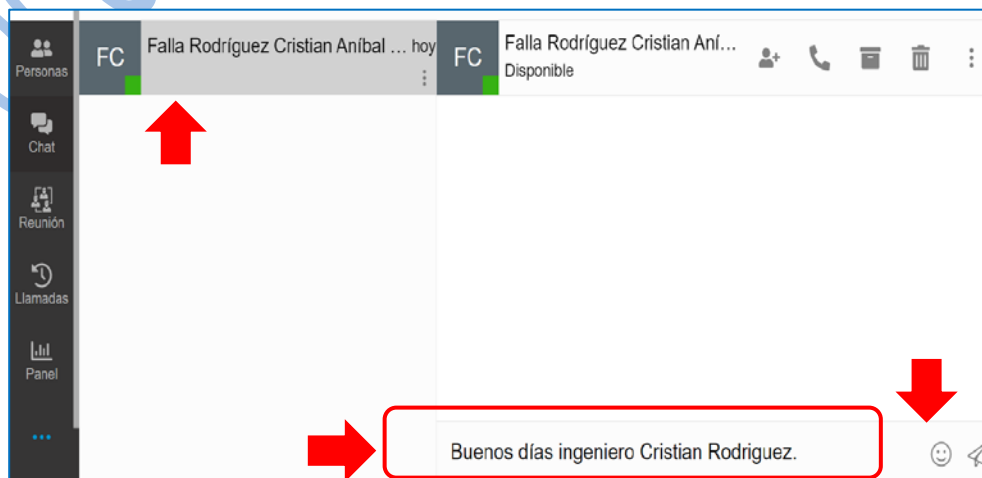 Personas
Chat
Reunión
Llamadas
Panel
FC
Falla Rodríguez Cristian Aníbal ... hoy
FC
Falla Rodríguez Cristian Aní...
Disponible
Buenos días ingeniero Cristian Rodriguez.